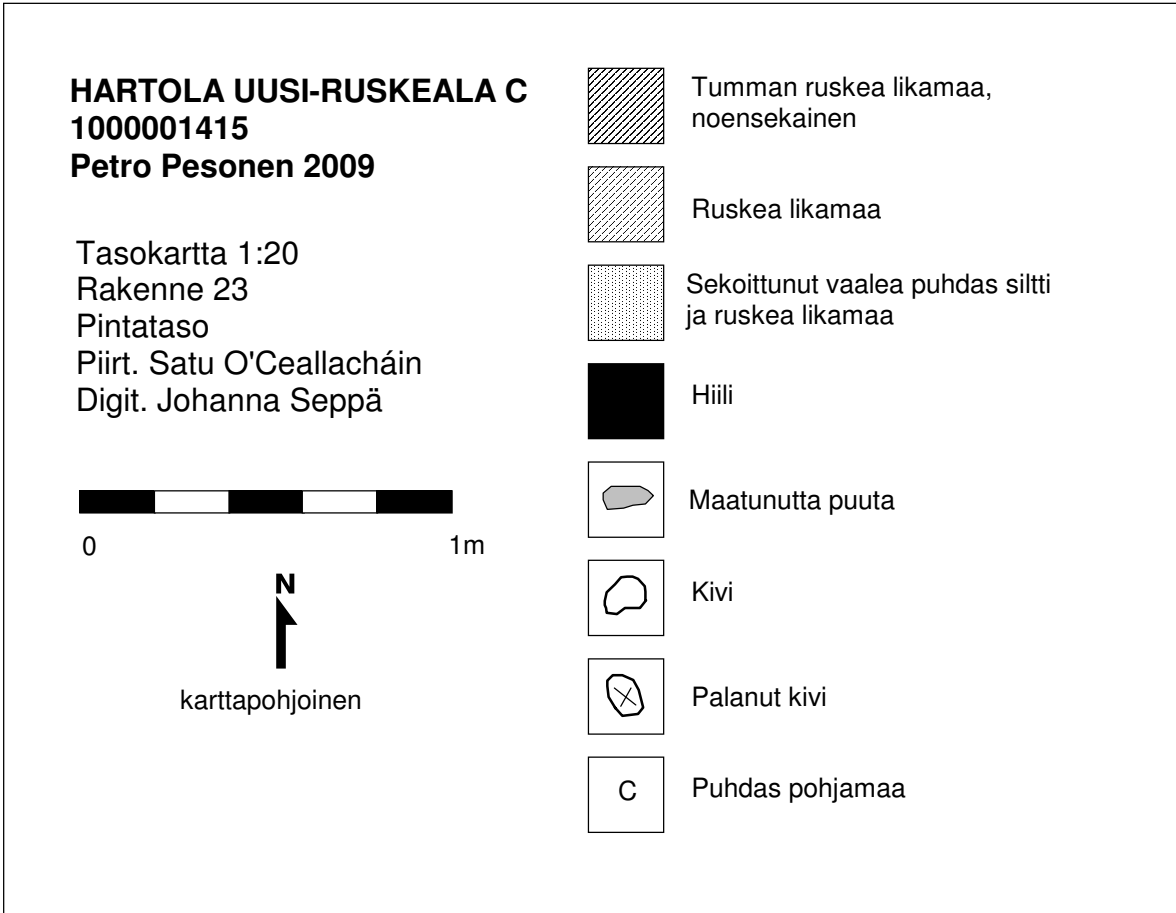 HARTOLA UUSI-RUSKEALA C
1000001415
Petro Pesonen 2009
Tasokartta 1:20
Rakenne 23
Pintataso
Piirt. Satu O'Ceallacháin
Digit. Johanna Seppä
0
1m
N
karttapohjoinen
Tumman ruskea likamaa,
noensekainen
Ruskea likamaa
Sekoittunut vaalea puhdas siltti
ja ruskea likamaa
Hiili
Maatunutta puuta
Kivi
Palanut kivi
C
Puhdas pohjamaa